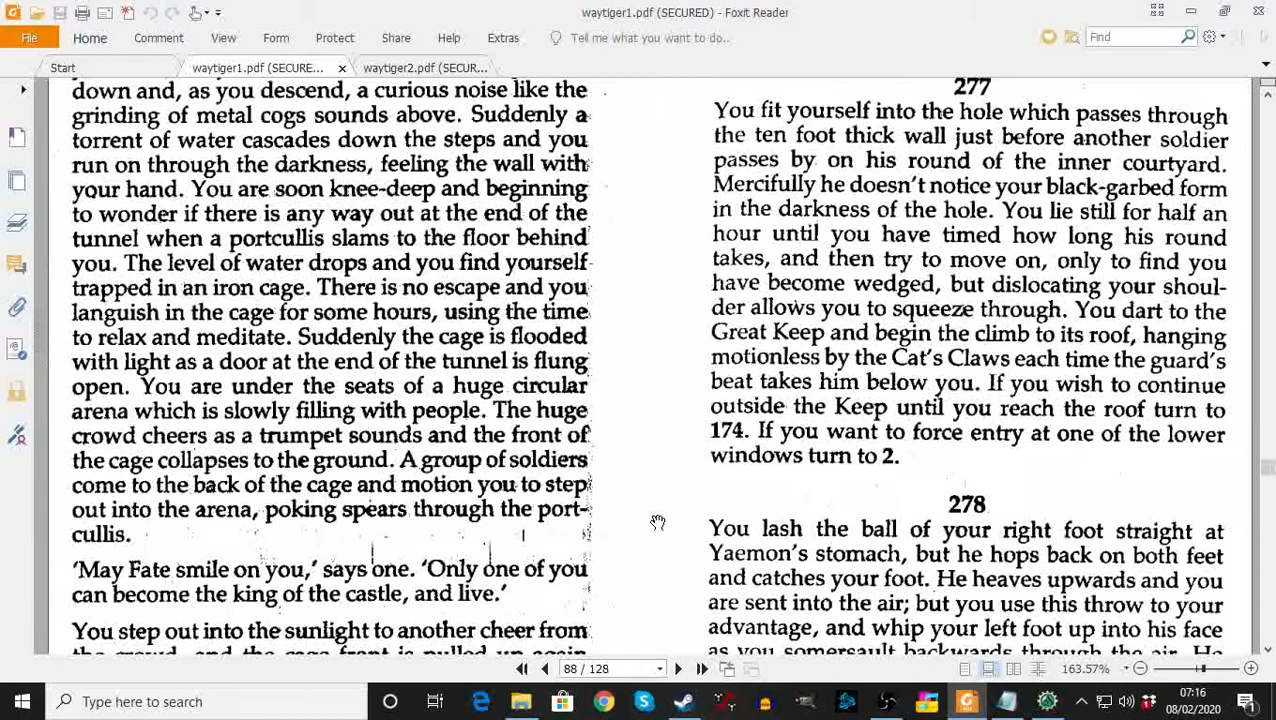 waytiger1.pdf (SECURED) - Foxit Reader
File
Home
Comment
View
Form
Protect
Share
Help
Extras
Tell me what you want to do..
Find
Start
waytiger1.pdf (SECURE...
waytiger2.pdf (SECUR...
down and, as you descend, a curious noise like the
grinding of metal cogs sounds above. Suddenly a
torrent of water cascades down the steps and you
run on through the darkness, feeling the wall with
your hand. You are soon knee-deep and beginning
to wonder if there is any way out at the end of the
tunnel when a portcullis slams to the floor behind
you. The level of water drops and you find yourself
trapped in an iron cage. There is no escape and you
languish in the cage for some hours, using the time
to relax and meditate. Suddenly the cage is flooded
with light as a door at the end of the tunnel is flung
open. You are under the seats of a huge circular
arena which is slowly filling with people. The huge
crowd cheers as a trumpet sounds and the front of
the cage collapses to the ground. A group of soldiers
come to the back of the cage and motion you to step
out into the arena, poking spears through the port-
cullis.
'May Fate smile on you,' says one. 'Only one of you
can become the king of the castle, and live.'
You step out into the sunlight to another cheer from
the crowd, and the cage front is pulled up again
277
You fit yourself into the hole which passes through
the ten foot thick wall just before another soldier
passes by on his round of the inner courtyard.
Mercifully he doesn't notice your black-garbed form
in the darkness of the hole. You lie still for half an
hour until you have timed how long his round
takes, and then try to move on, only to find you
have become wedged, but dislocating your shoul-
der allows you to squeeze through. You dart to the
Great Keep and begin the climb to its roof, hanging
motionless by the Cat's Claws each time the guard's
beat takes him below you. If you wish to continue
outside the Keep until you reach the roof turn to
174. If you want to force entry at one of the lower
windows turn to 2.
278
You lash the ball of your right foot straight at
Yaemon's stomach, but he hops back on both feet
and catches your foot. He heaves upwards and you
are sent into the air; but you use this throw to your
advantage, and whip your left foot up into his face
as you somersault backwards through the air. He
88 / 128
163.57%
Type here to search
07:16
08/02/2020